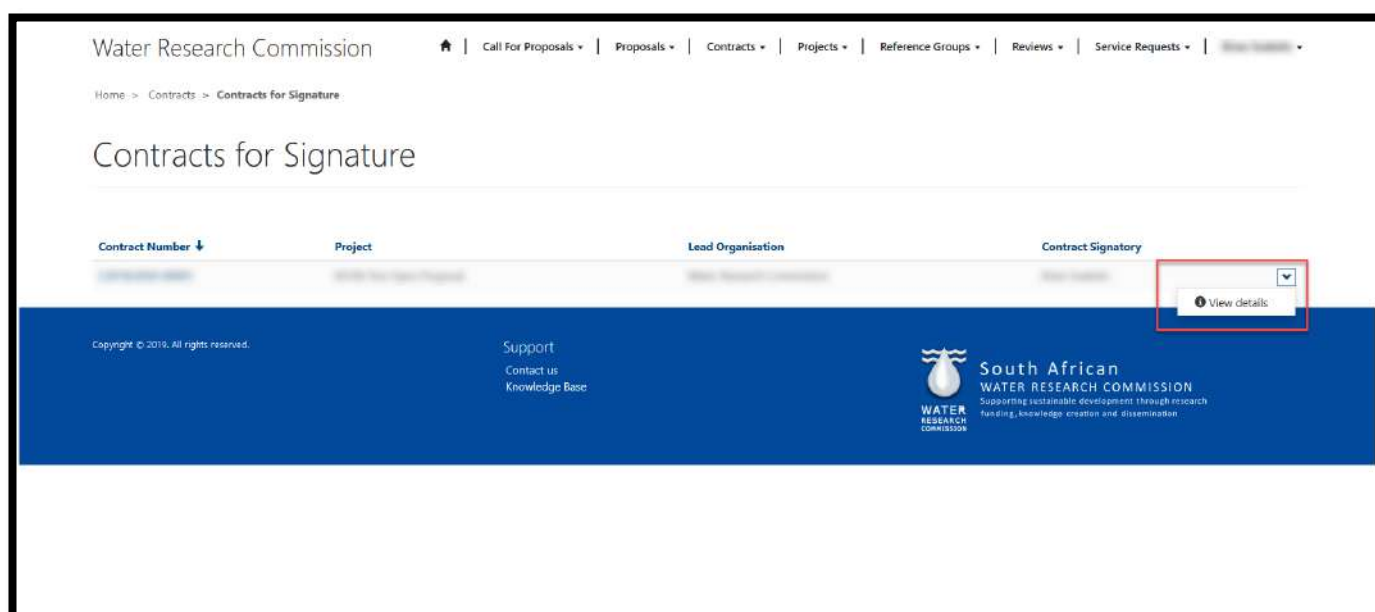 Water Research Commission
Call For Proposals
Proposals
Contracts
Projects
Reference Groups
Reviews
Service Requests
Home > Contracts > Contracts for Signature
Contracts for Signature
Contract Number
Project
Lead Organisation
Contract Signatory
View details
Copyright © 2019. All rights reserved.
Support
Contact us
Knowledge Base
WATER
RESEARCH
COMMISSION
South African
WATER RESEARCH COMMISSION
Supporting sustainable development through research
funding, knowledge creation and dissemination